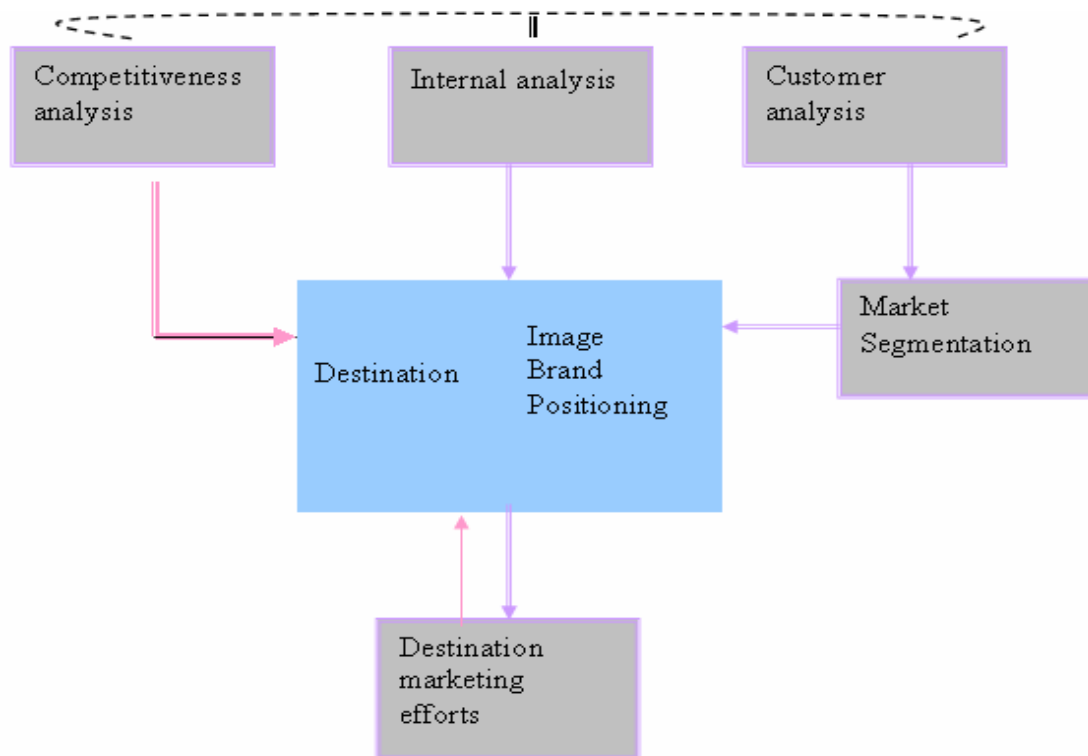 Competitiveness
analysis
Internal analysis
Customer
analysis
Market
Segmentation
Destination
Image
Brand
Positioning
Destination
marketing
efforts